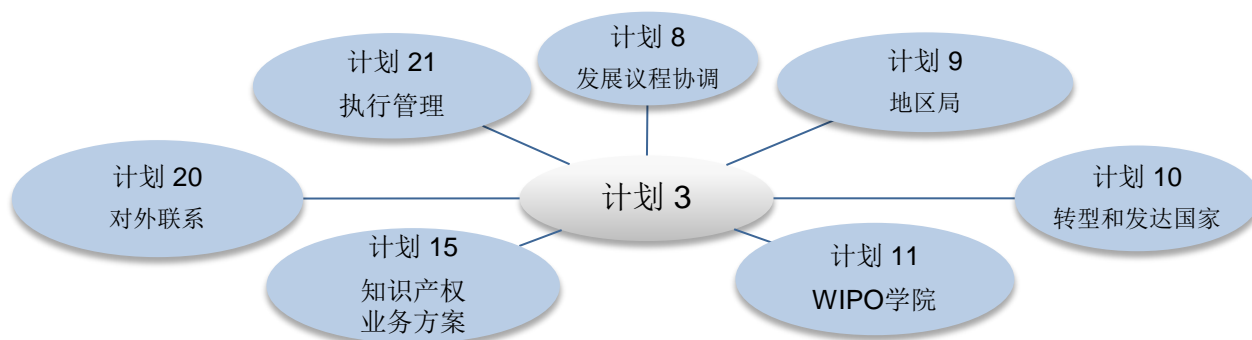 计划 8
发展议程协调
计划 21
执行管理
计划 9
地区局
计划 20
对外联系
计划 3
计划 10
转型和发达国家
计划 15
知识产权
业务方案
计划 11
WIPO学院